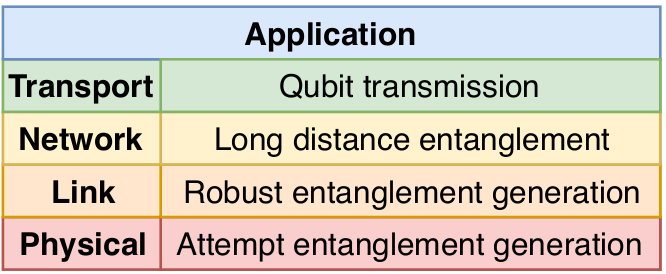 Application
Transport Qubit transmission
Network Long distance entanglement
Link Robust entanglement generation
Physical Attempt entanglement generation